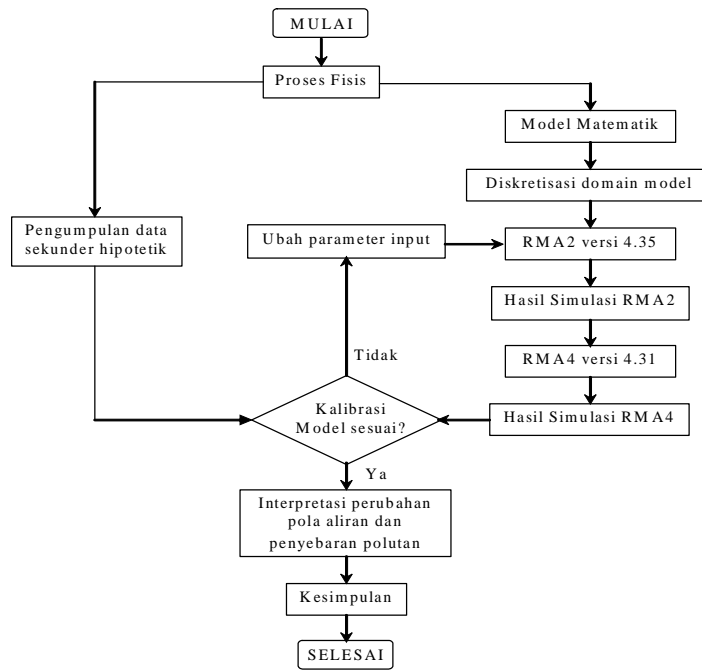 MULAI
Proses Fisis
Model Matematik
Diskretisasi domain model
Pengumpulan data
sekunder hipotetik
Ubah parameter input
RMA2 versi 4.35
Hasil Simulasi RMA2
Tidak
RMA4 versi 4.31
Kalibrasi
Model sesuai?
Hasil Simulasi RMA4
Ya
Interpretasi perubahan
pola aliran dan
penyebaran polutan
Kesimpulan
SELESAI